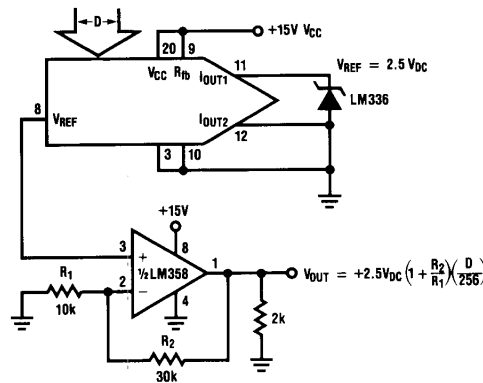 D
+15V VCC
20 9
VCC Rfb IOUT1 11
VREF = 2.5 VDC
8 VREF
LM336
IOUT2
12
3 10
+15V
3 + 8
½LM358 1
VOUT = +2.5VDC (1 + R2/R1)(D/256)
R1 2 −
10k
4
2k
R2
30k